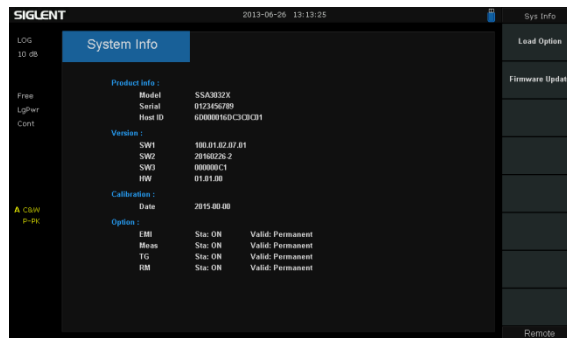 SIGLENT 2013-06-26 13:13:25 Sys Info
LOG
10 dB
System Info
Load Option
Product info :
Model SSA3032X
Serial 0123456789
Host ID 6D000016DC3CDC01
Firmware Updat
Free
LgPwr
Cont
Version :
SW1 100.01.02.07.01
SW2 20160226-2
SW3 000000C1
HW 01.01.00
Calibration :
Date 2015-00-00
A C&W
P-PK
Option :
EMI Sta: ON Valid: Permanent
Meas Sta: ON Valid: Permanent
TG Sta: ON Valid: Permanent
RM Sta: ON Valid: Permanent
Remote